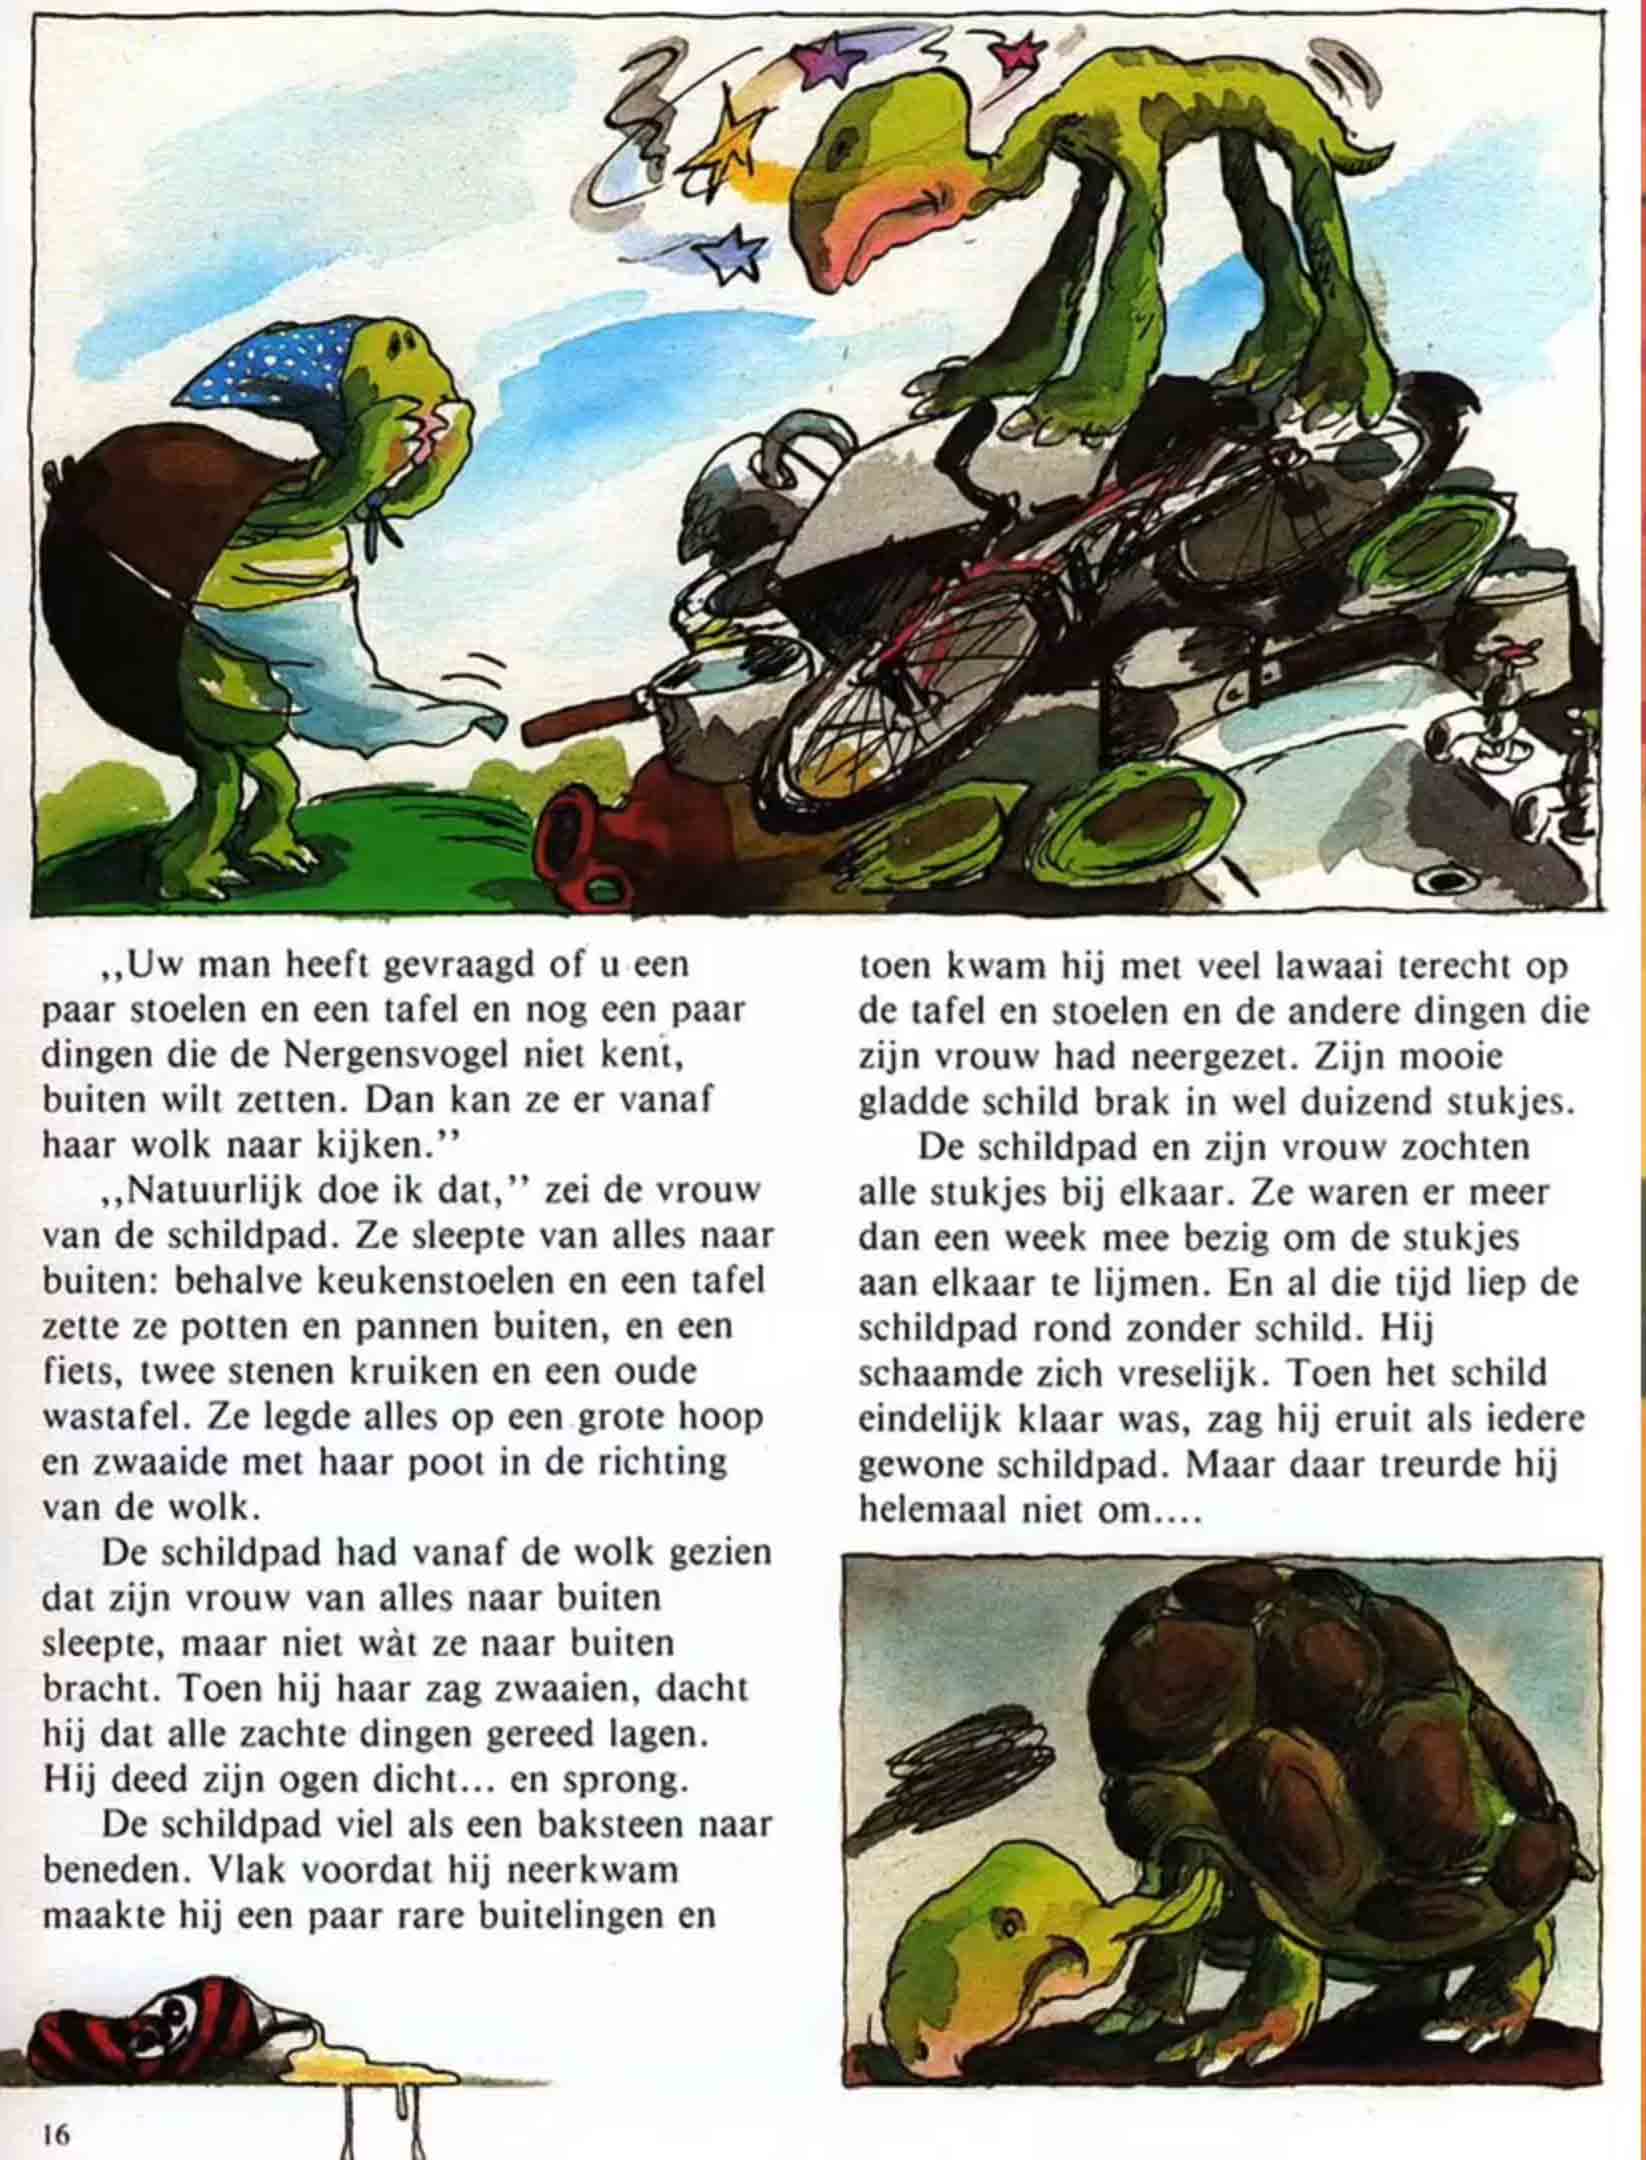 ,,Uw man heeft gevraagd of u een
paar stoelen en een tafel en nog een paar
dingen die de Nergensvogel niet kent,
buiten wilt zetten. Dan kan ze er vanaf
haar wolk naar kijken.’’
,,Natuurlijk doe ik dat,’’ zei de vrouw
van de schildpad. Ze sleepte van alles naar
buiten: behalve keukenstoelen en een tafel
zette ze potten en pannen buiten, en een
fiets, twee stenen kruiken en een oude
wastafel. Ze legde alles op een grote hoop
en zwaaide met haar poot in de richting
van de wolk.
De schildpad had vanaf de wolk gezien
dat zijn vrouw van alles naar buiten
sleepte, maar niet wàt ze naar buiten
bracht. Toen hij haar zag zwaaien, dacht
hij dat alle zachte dingen gereed lagen.
Hij deed zijn ogen dicht... en sprong.
De schildpad viel als een baksteen naar
beneden. Vlak voordat hij neerkwam
maakte hij een paar rare buitelingen en
toen kwam hij met veel lawaai terecht op
de tafel en stoelen en de andere dingen die
zijn vrouw had neergezet. Zijn mooie
gladde schild brak in wel duizend stukjes.
De schildpad en zijn vrouw zochten
alle stukjes bij elkaar. Ze waren er meer
dan een week mee bezig om de stukjes
aan elkaar te lijmen. En al die tijd liep de
schildpad rond zonder schild. Hij
schaamde zich vreselijk. Toen het schild
eindelijk klaar was, zag hij eruit als iedere
gewone schildpad. Maar daar treurde hij
helemaal niet om....
16